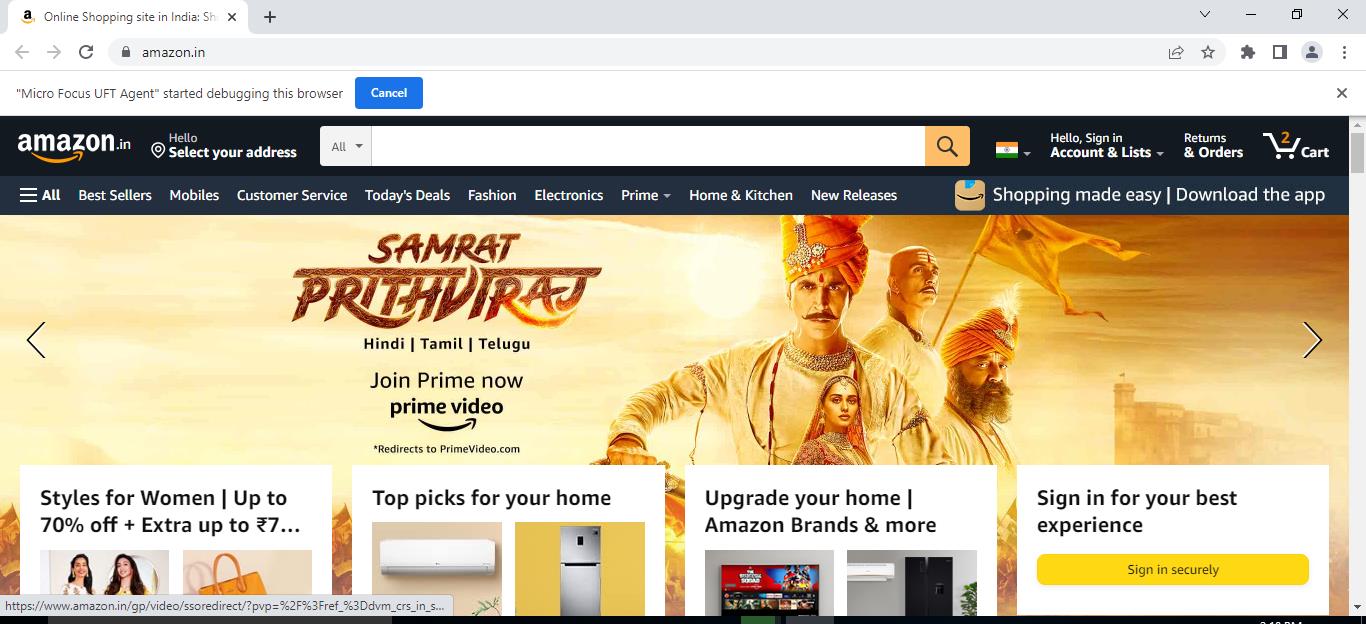 Online Shopping site in India: Sh
amazon.in
"Micro Focus UFT Agent" started debugging this browser
Cancel
amazon.in
Hello
Select your address
All
Hello, Sign in
Account & Lists
Returns
& Orders
2
Cart
All
Best Sellers
Mobiles
Customer Service
Today's Deals
Fashion
Electronics
Prime
Home & Kitchen
New Releases
Shopping made easy | Download the app
SAMRAT
PRITHVIRAJ
Hindi | Tamil | Telugu
Join Prime now
prime video
*Redirects to PrimeVideo.com
Styles for Women | Up to
70% off + Extra up to ₹7...
Top picks for your home
Upgrade your home |
Amazon Brands & more
Sign in for your best
experience
Sign in securely
https://www.amazon.in/gp/video/ssoredirect/?pvp=%2F%3Fref_%3Ddvm_crs_in_s...